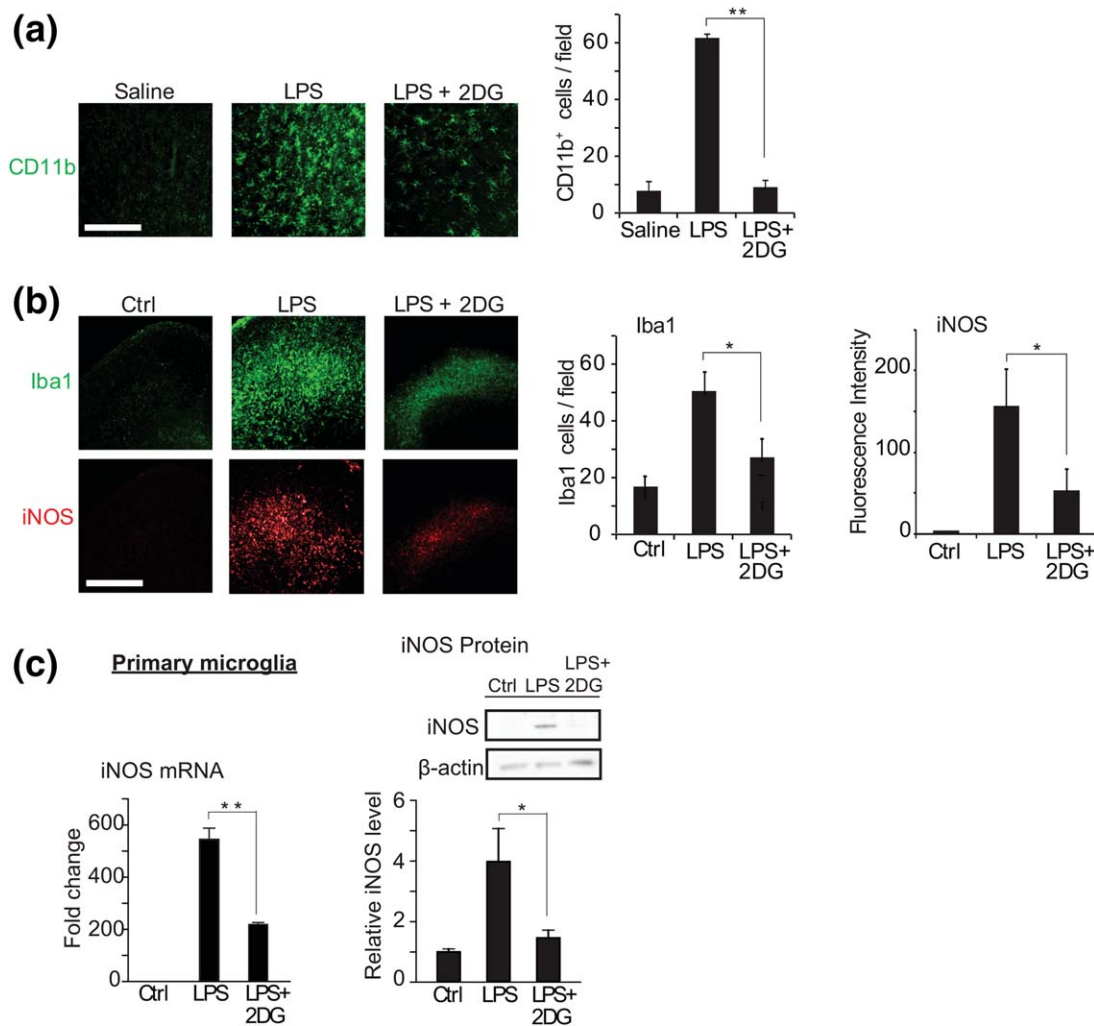 (a)
Saline LPS LPS + 2DG
CD11b
CD11b⁺ cells / field
60
40
20
0
**
Saline LPS LPS+
2DG
(b)
Ctrl LPS LPS + 2DG
Iba1
iNOS
Iba1
Iba1 cells / field
60
40
20
0
*
Ctrl LPS LPS+
2DG
iNOS
Fluorescence Intensity
200
100
0
*
Ctrl LPS LPS+
2DG
(c)
Primary microglia
iNOS mRNA
Fold change
600
400
200
0
**
Ctrl LPS LPS+
2DG
iNOS Protein
LPS+
Ctrl LPS 2DG
iNOS
β-actin
Relative iNOS level
6
4
2
0
*
Ctrl LPS LPS+
2DG